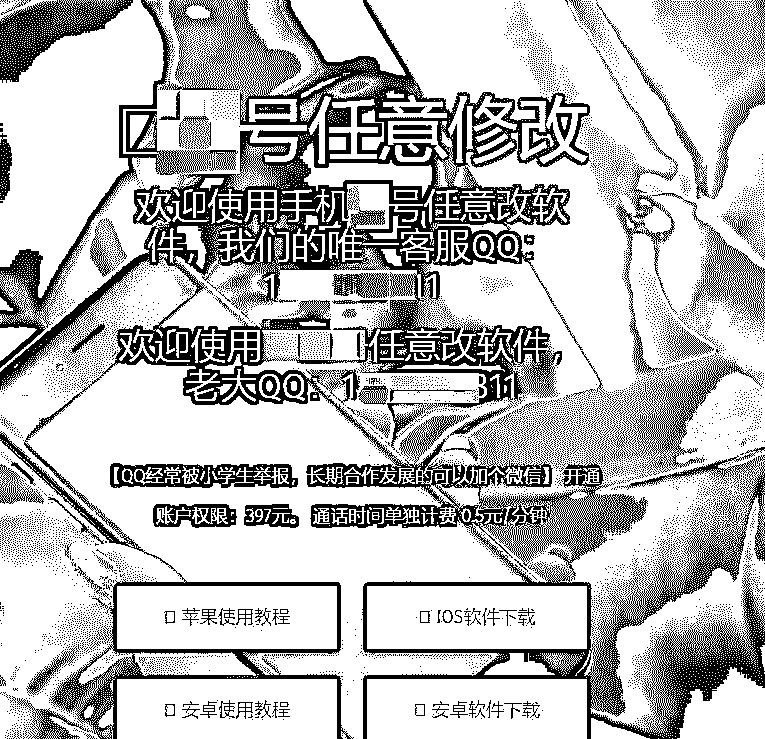 号任意修改
欢迎使用手机 号任意改软
件，我们的唯一客服QQ：
1 11
欢迎使用 任意改软件，
老大QQ：1 311
【QQ经常被小学生举报，长期合作发展的可以加个微信】 开通
账户权限：397元。 通话时间单独计费 0.5元/分钟
苹果使用教程
IOS软件下载
安卓使用教程
安卓软件下载